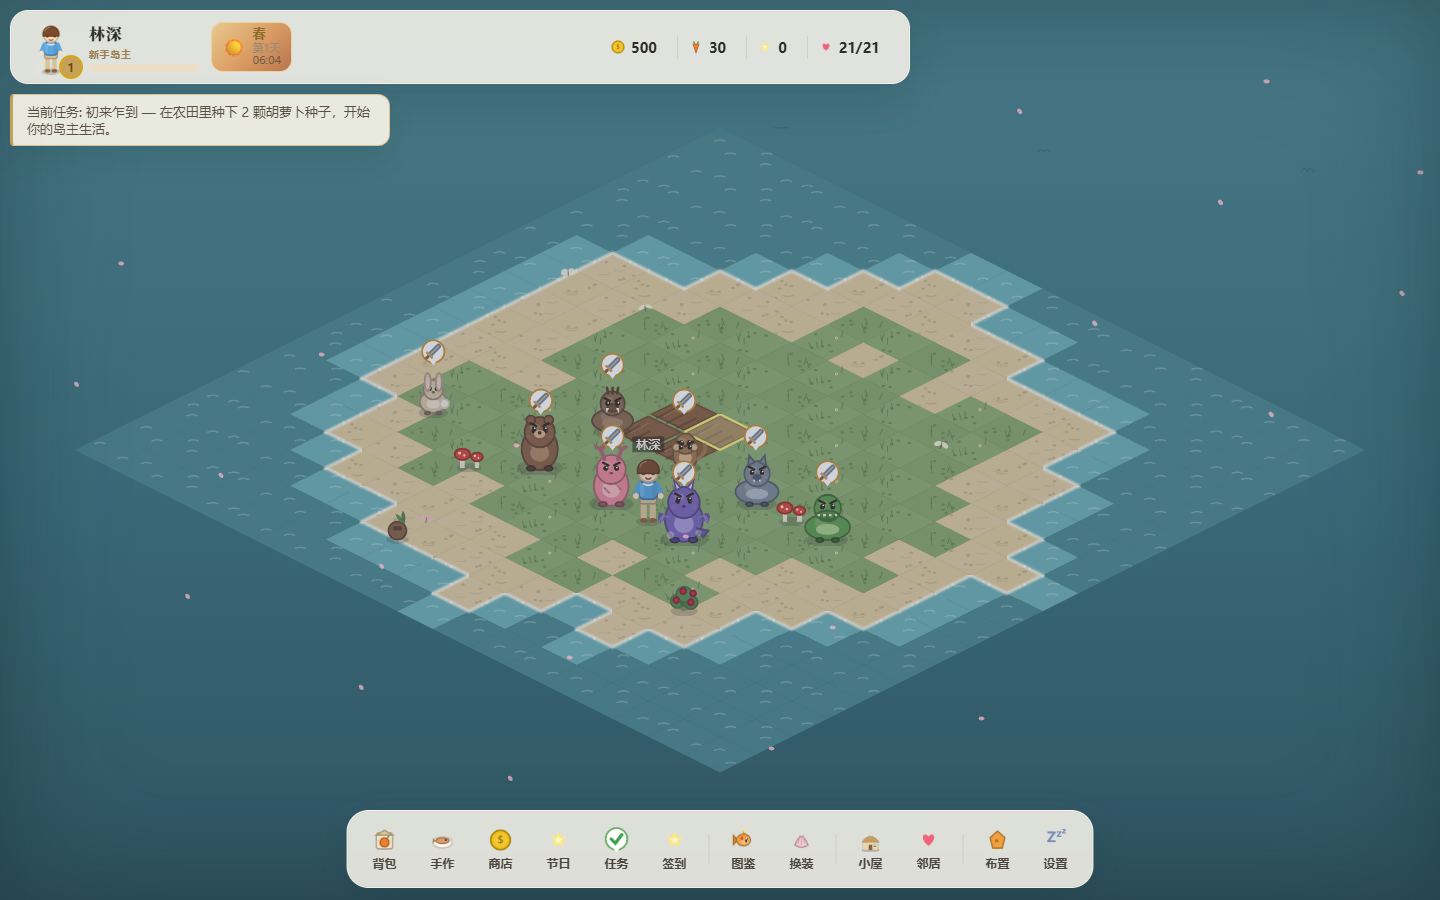 林深
新手岛主
1
春
第1天
06:04
500
30
0
21/21
当前任务: 初来乍到 — 在农田里种下 2 颗胡萝卜种子，开始
你的岛主生活。
林深
背包
手作
商店
节日
任务
签到
图鉴
换装
小屋
邻居
布置
设置